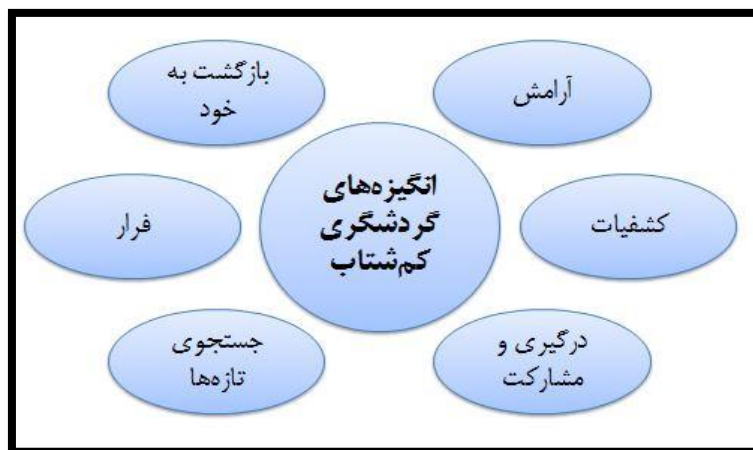 انگیزه‌های
گردشگری
کم‌شتاب
آرامش
کشفیات
درگیری و
مشارکت
جستجوی
تازه‌ها
فرار
بازگشت به
خود